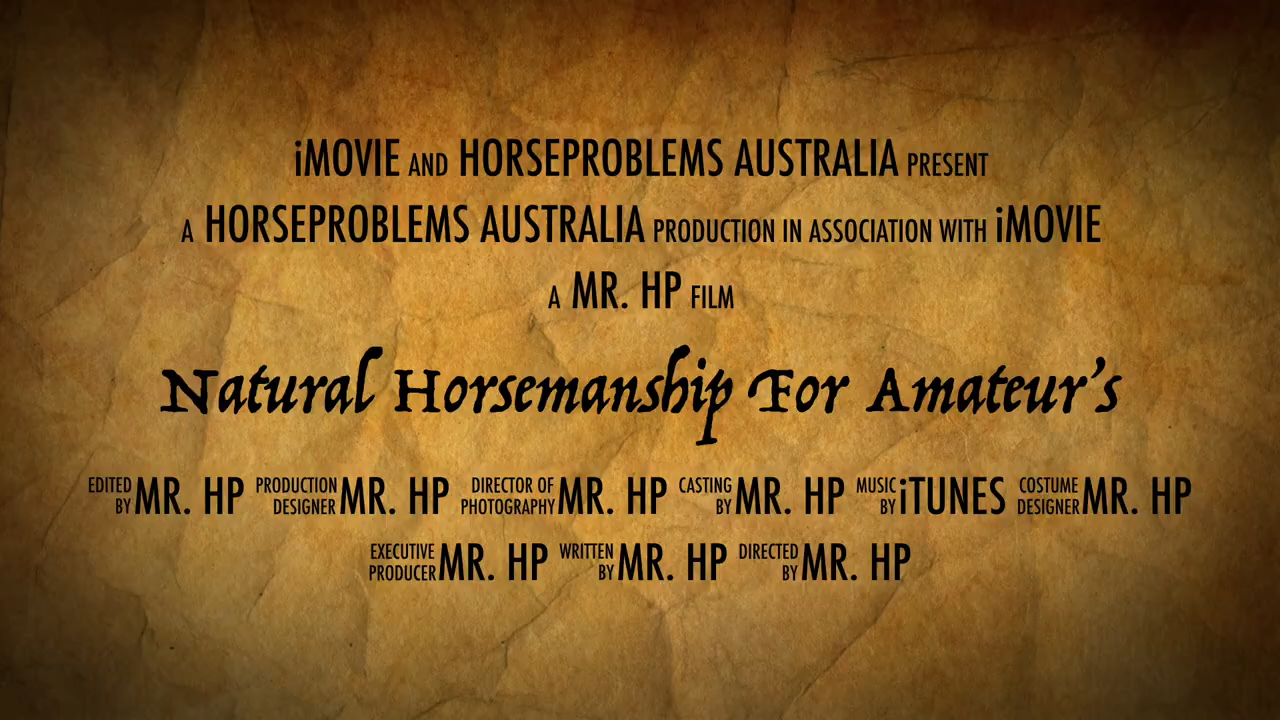 iMOVIE AND HORSEPROBLEMS AUSTRALIA PRESENT
A HORSEPROBLEMS AUSTRALIA PRODUCTION IN ASSOCIATION WITH iMOVIE
A MR. HP FILM
Natural Horsemanship For Amateur's
EDITED BY MR. HP PRODUCTION DESIGNER MR. HP DIRECTOR OF PHOTOGRAPHY MR. HP CASTING BY MR. HP MUSIC BY iTUNES COSTUME DESIGNER MR. HP
EXECUTIVE PRODUCER MR. HP WRITTEN BY MR. HP DIRECTED BY MR. HP